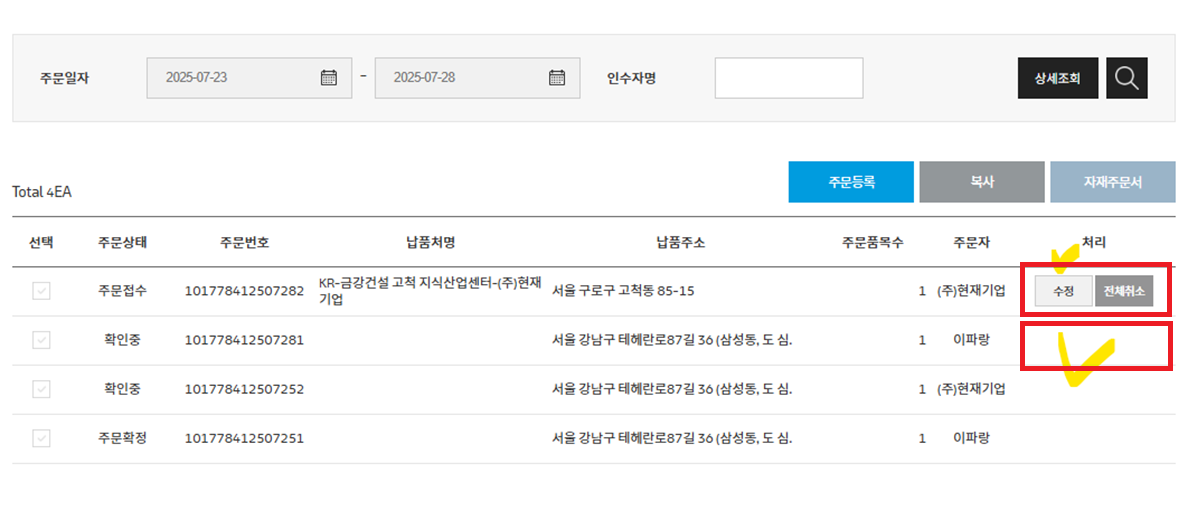 주문일자 2025-07-23 - 2025-07-28 인수자명 상세조회
주문등록 복사 자재주문서
Total 4EA
선택 주문상태 주문번호 납품처명 납품주소 주문품목수 주문자 처리
주문접수 101778412507282 KR-금강건설 고척 지식산업센터-(주)현재
기업 서울 구로구 고척동 85-15 1 (주)현재기업 수정 전체취소
확인중 101778412507281 서울 강남구 테헤란로87길 36 (삼성동, 도 심. 1 이파랑
확인중 101778412507252 서울 강남구 테헤란로87길 36 (삼성동, 도 심. 1 (주)현재기업
주문확정 101778412507251 서울 강남구 테헤란로87길 36 (삼성동, 도 심. 1 이파랑